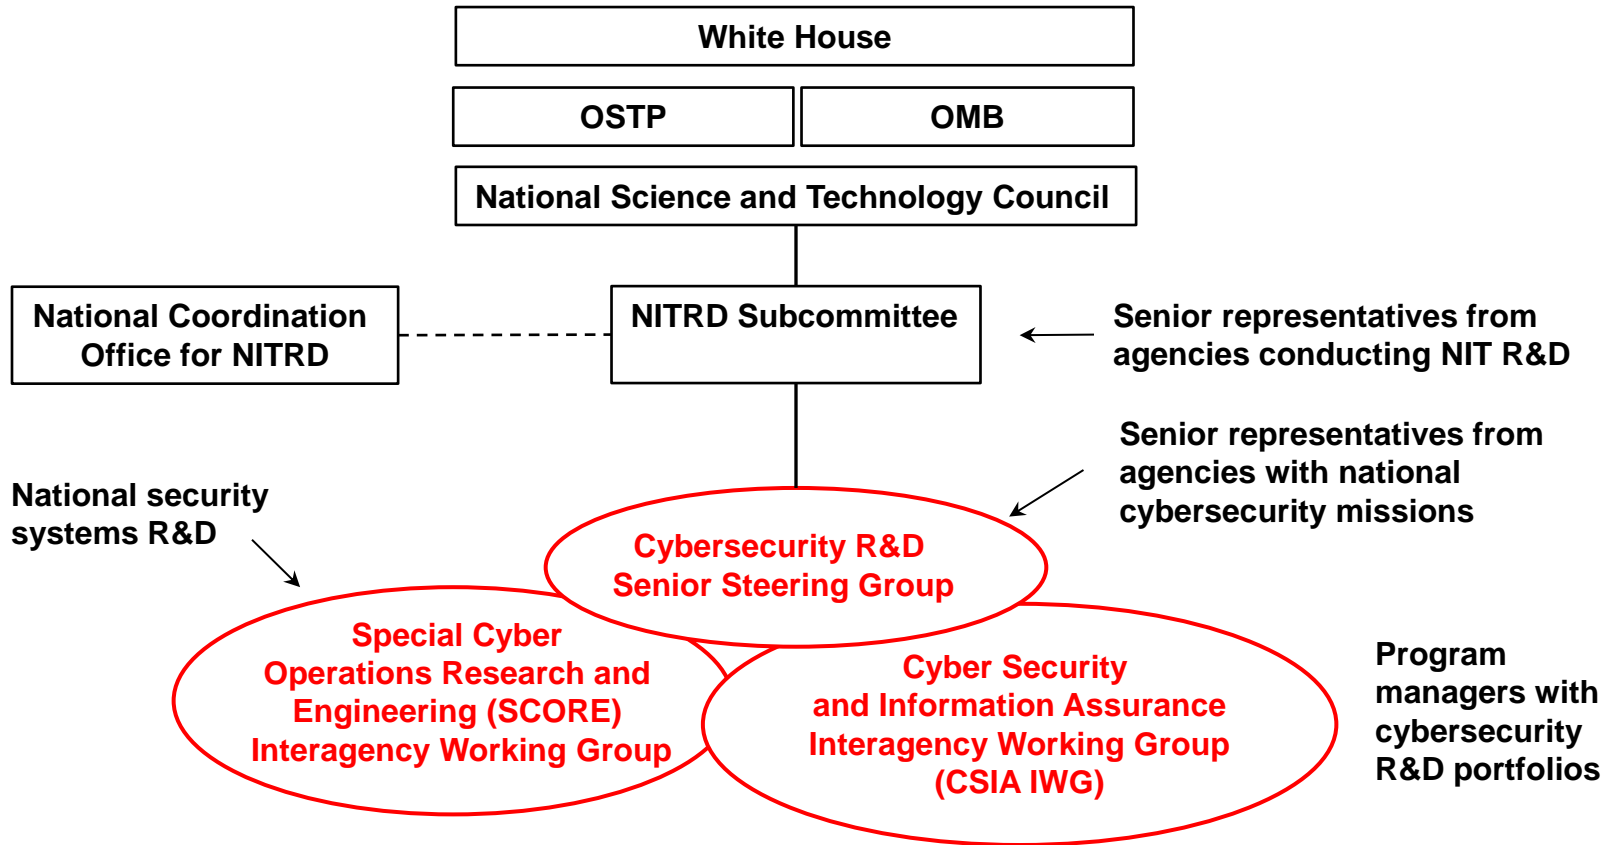 White House
OSTP
OMB
National Science and Technology Council
National Coordination
Office for NITRD
NITRD Subcommittee
Senior representatives from
agencies conducting NIT R&D
Senior representatives from
agencies with national
cybersecurity missions
National security
systems R&D
Cybersecurity R&D
Senior Steering Group
Special Cyber
Operations Research and
Engineering (SCORE)
Interagency Working Group
Cyber Security
and Information Assurance
Interagency Working Group
(CSIA IWG)
Program
managers with
cybersecurity
R&D portfolios